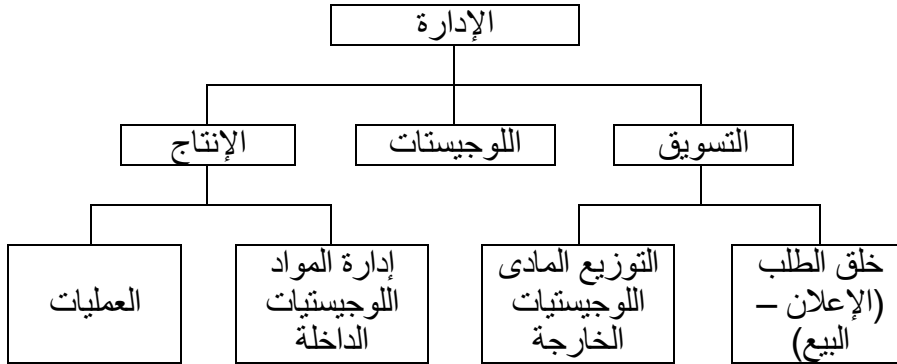 الإدارة
التسويق
اللوجيستات
الإنتاج
خلق الطلب
(الإعلان –
البيع)
التوزيع المادى
اللوجيستيات
الخارجة
إدارة المواد
اللوجيستيات
الداخلة
العمليات